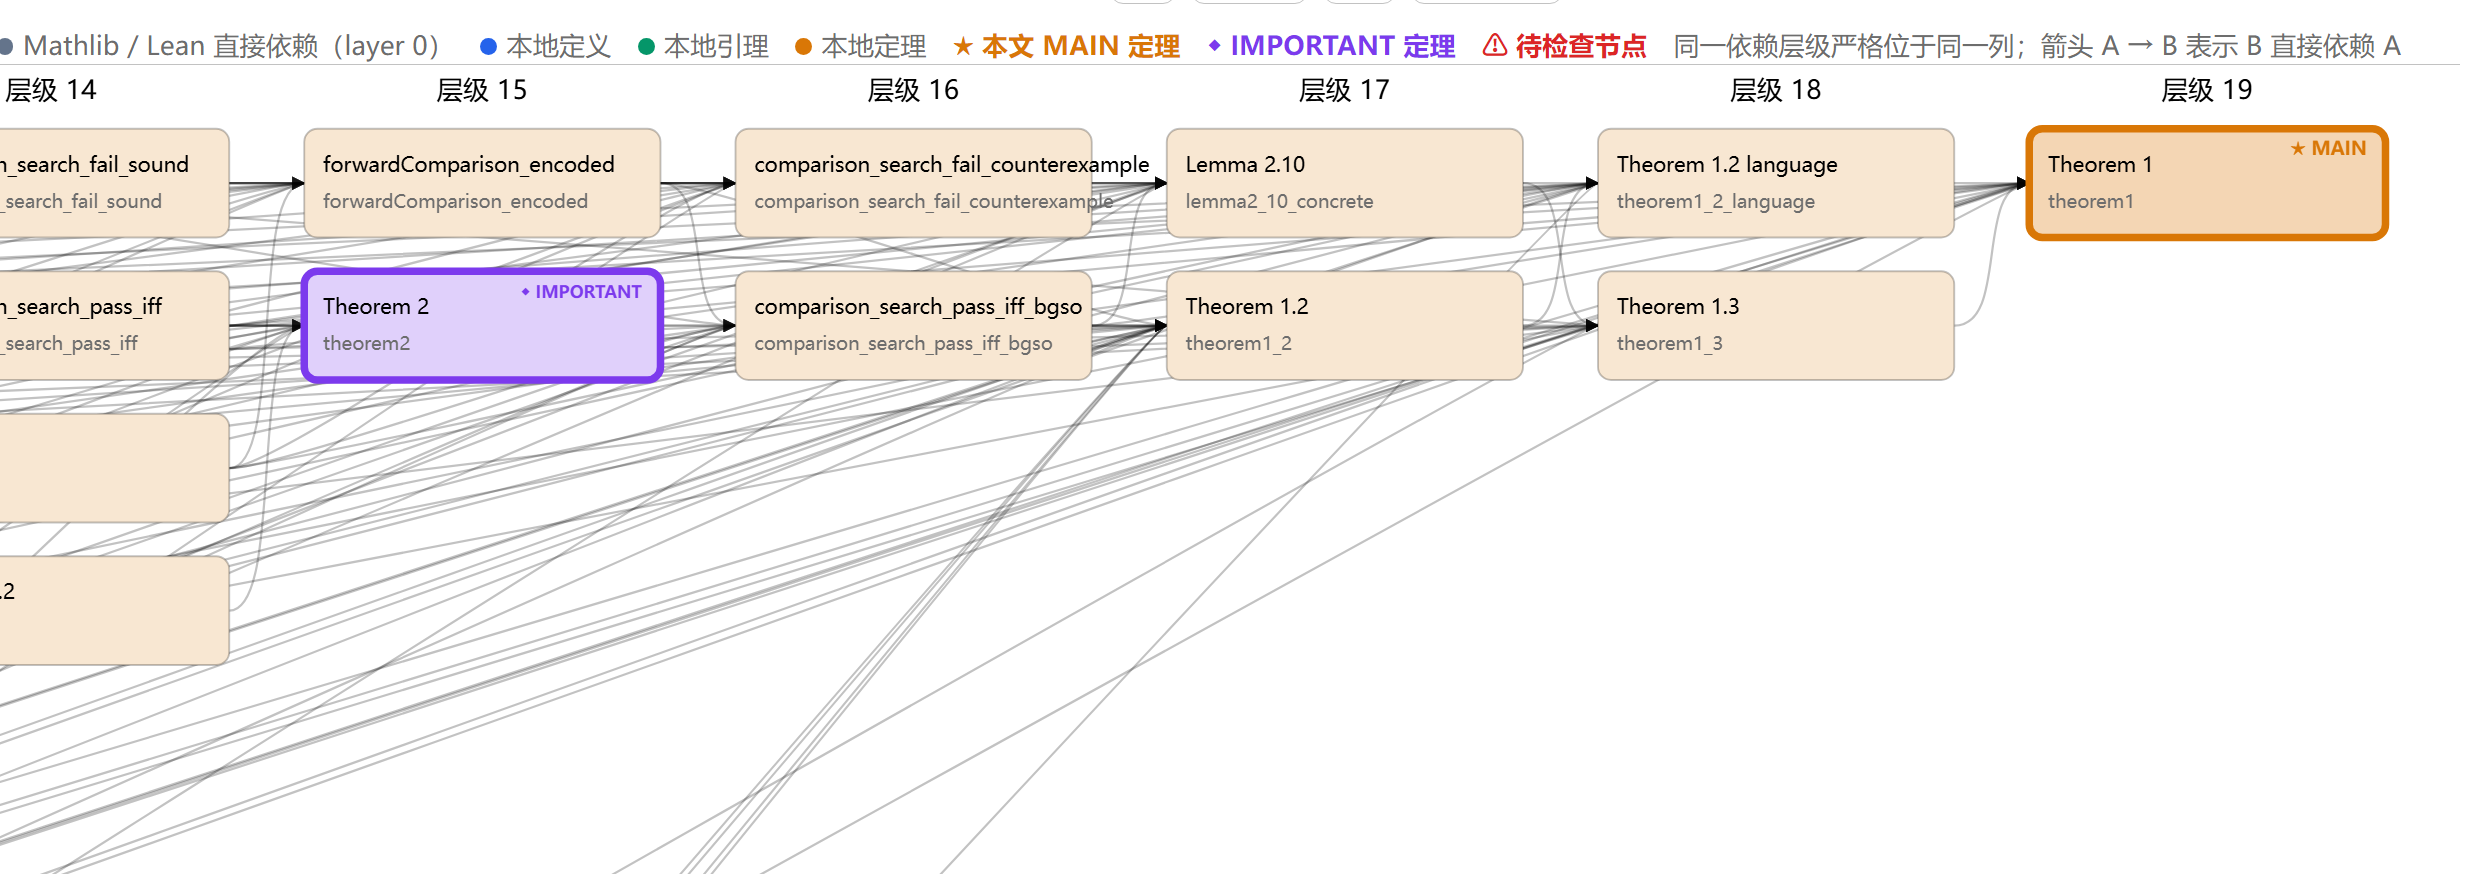 Mathlib / Lean 直接依赖（layer 0） 本地定义 本地引理 本地定理 ★ 本文 MAIN 定理 ◆ IMPORTANT 定理 ⚠ 待检查节点 同一依赖层级严格位于同一列；箭头 A → B 表示 B 直接依赖 A
层级 14 层级 15 层级 16 层级 17 层级 18 层级 19
n_search_fail_sound
_search_fail_sound
forwardComparison_encoded
forwardComparison_encoded
comparison_search_fail_counterexample
comparison_search_fail_counterexample
Lemma 2.10
lemma2_10_concrete
Theorem 1.2 language
theorem1_2_language
★ MAIN
Theorem 1
theorem1
n_search_pass_iff
_search_pass_iff
◆ IMPORTANT
Theorem 2
theorem2
comparison_search_pass_iff_bgso
comparison_search_pass_iff_bgso
Theorem 1.2
theorem1_2
Theorem 1.3
theorem1_3
.2